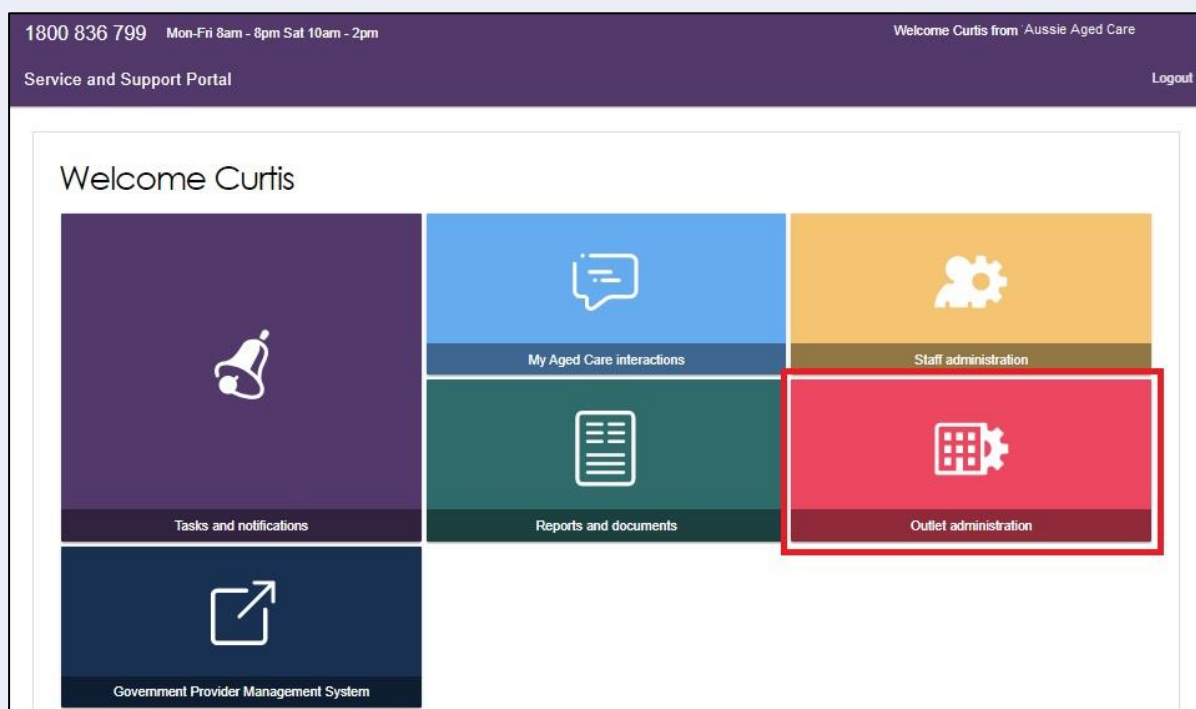 1800 836 799 Mon-Fri 8am - 8pm Sat 10am - 2pm
Welcome Curtis from Aussie Aged Care
Service and Support Portal
Logout
Welcome Curtis
My Aged Care interactions
Staff administration
Tasks and notifications
Reports and documents
Outlet administration
Government Provider Management System